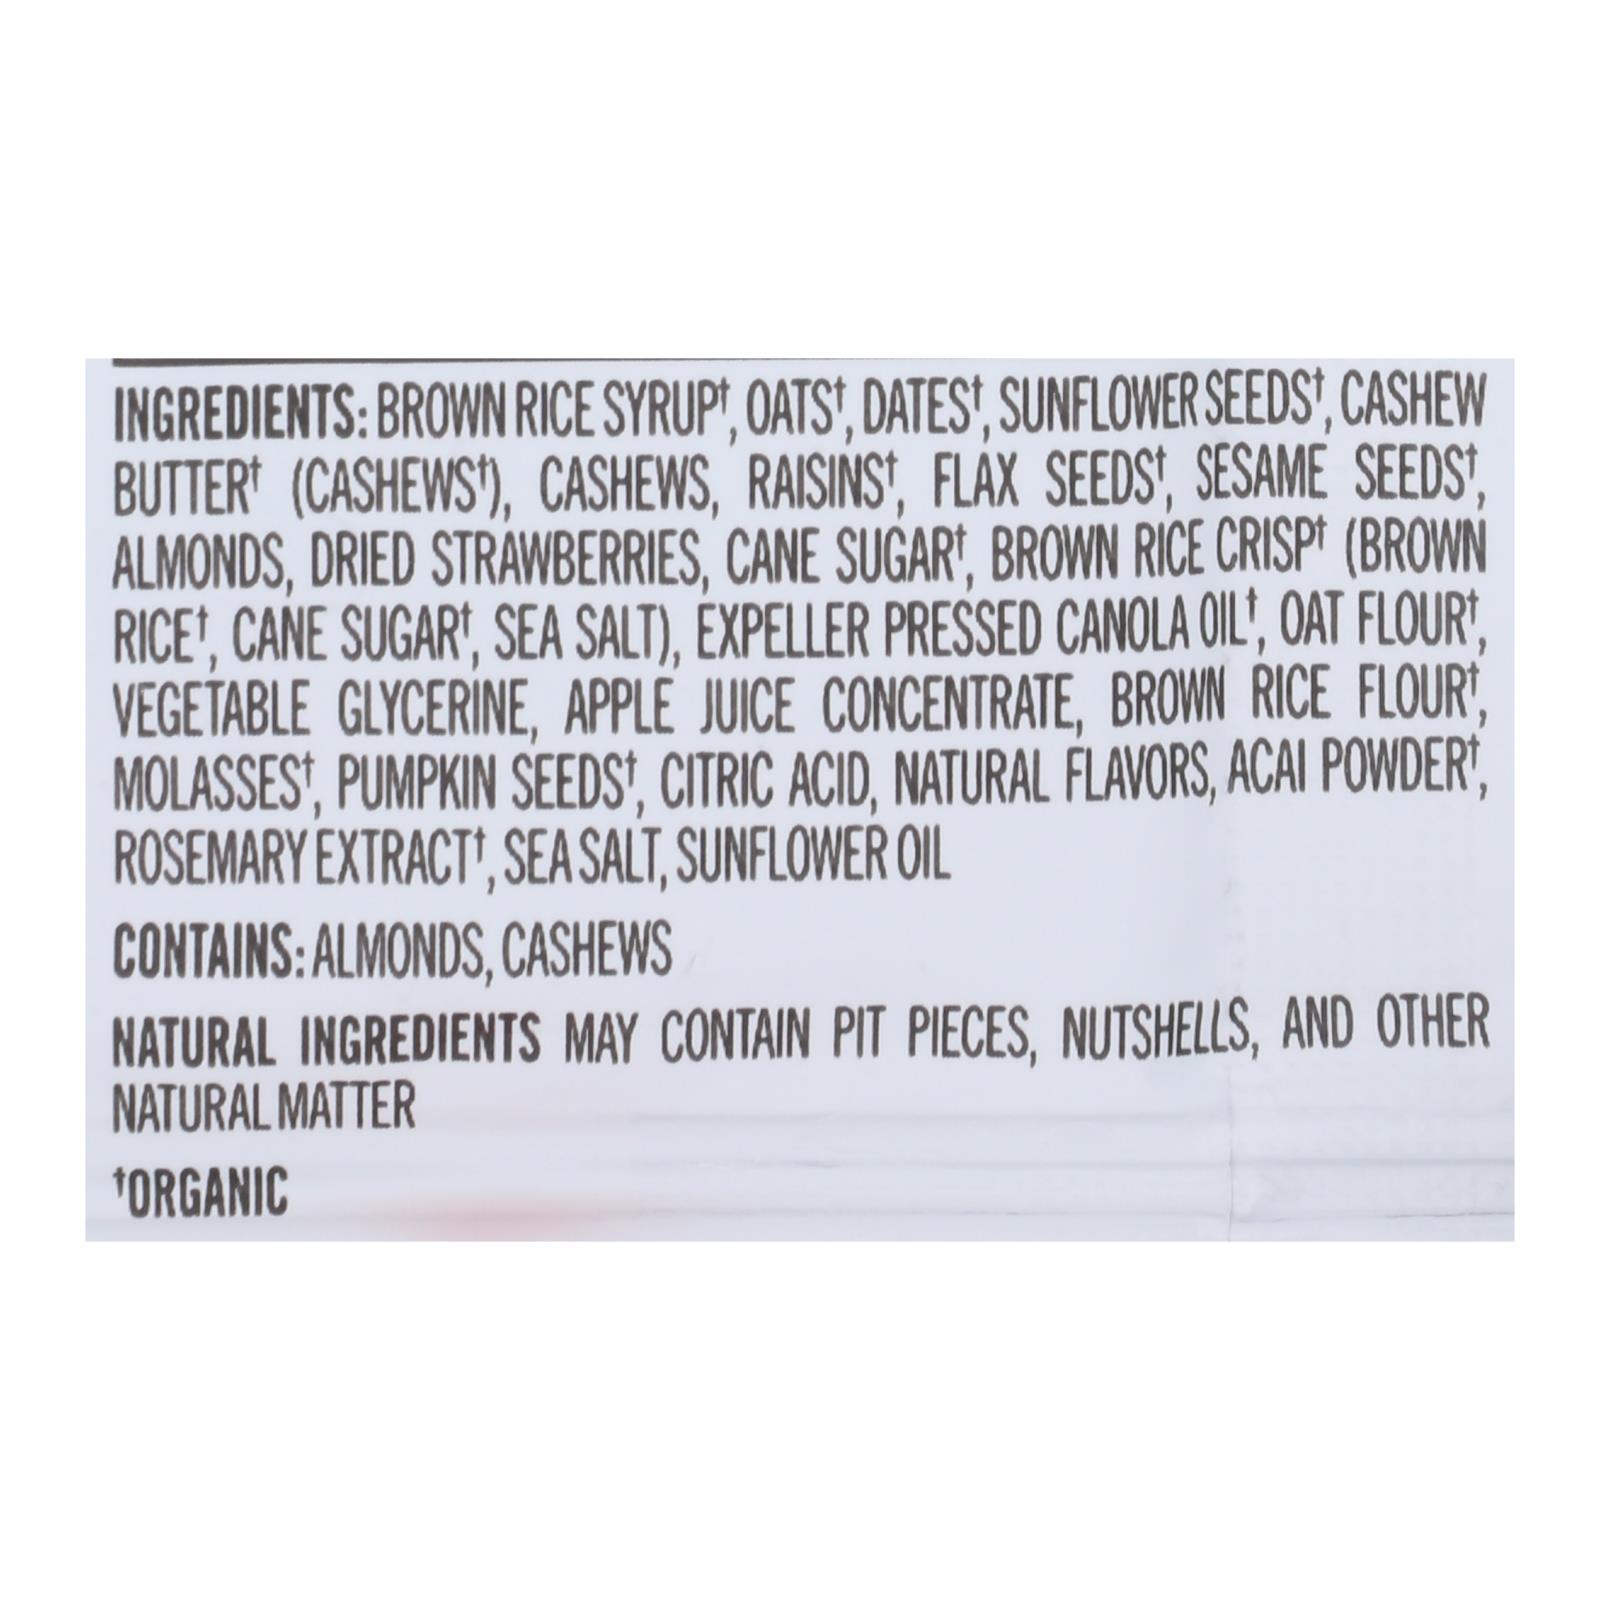 INGREDIENTS: BROWN RICE SYRUP†, OATS†, DATES†, SUNFLOWER SEEDS†, CASHEW
BUTTER† (CASHEWS†), CASHEWS, RAISINS†, FLAX SEEDS†, SESAME SEEDS†,
ALMONDS, DRIED STRAWBERRIES, CANE SUGAR†, BROWN RICE CRISP† (BROWN
RICE†, CANE SUGAR†, SEA SALT), EXPELLER PRESSED CANOLA OIL†, OAT FLOUR†,
VEGETABLE GLYCERINE, APPLE JUICE CONCENTRATE, BROWN RICE FLOUR†,
MOLASSES†, PUMPKIN SEEDS†, CITRIC ACID, NATURAL FLAVORS, ACAI POWDER†,
ROSEMARY EXTRACT†, SEA SALT, SUNFLOWER OIL
CONTAINS: ALMONDS, CASHEWS
NATURAL INGREDIENTS MAY CONTAIN PIT PIECES, NUTSHELLS, AND OTHER
NATURAL MATTER
†ORGANIC